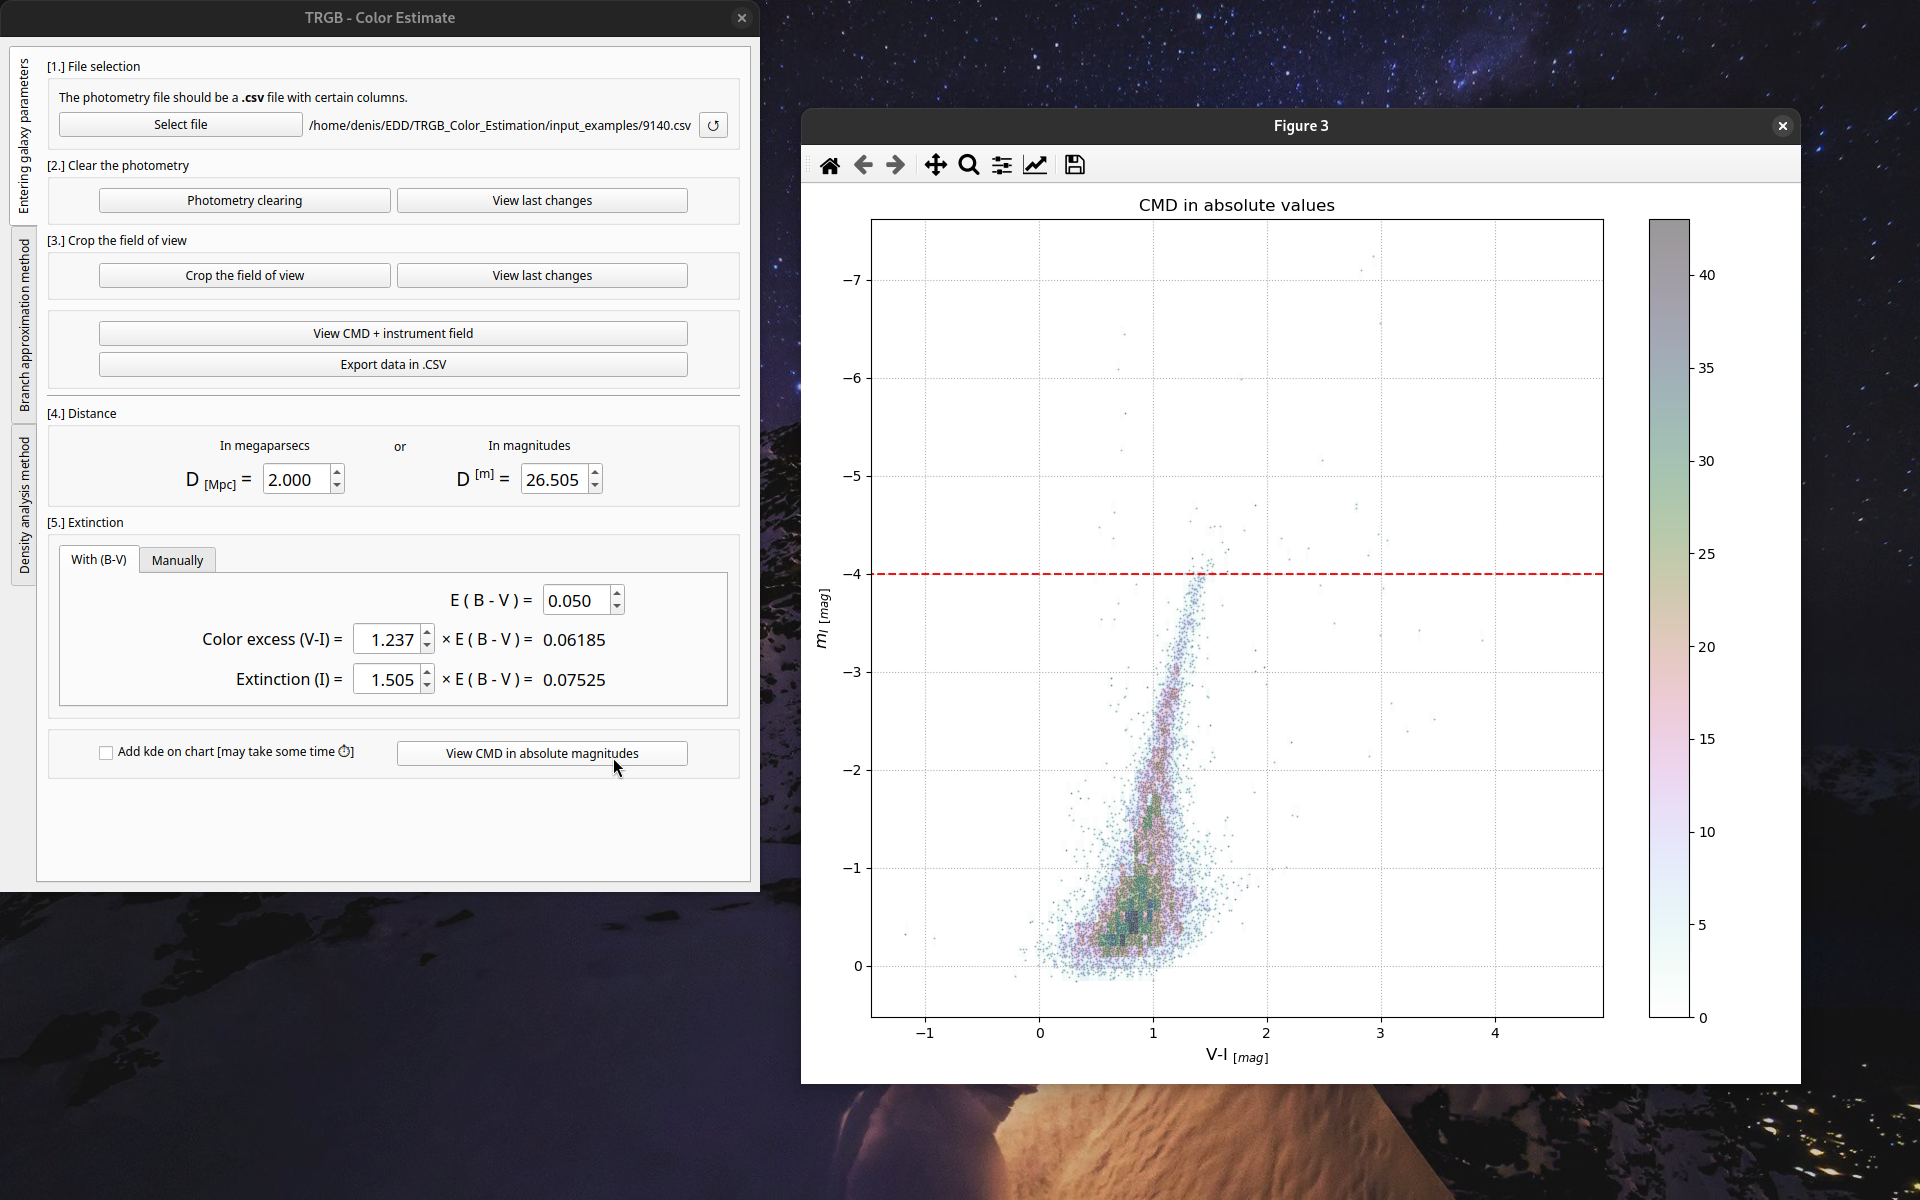 TRGB - Color Estimate
Entering galaxy parameters
Branch approximation method
Density analysis method
[1.] File selection
The photometry file should be a .csv file with certain columns.
Select file
/home/denis/EDD/TRGB_Color_Estimation/input_examples/9140.csv
[2.] Clear the photometry
Photometry clearing
View last changes
[3.] Crop the field of view
Crop the field of view
View last changes
View CMD + instrument field
Export data in .CSV
[4.] Distance
In megaparsecs
or
In magnitudes
D [Mpc] = 2.000
D [m] = 26.505
[5.] Extinction
With (B-V)
Manually
E ( B - V ) = 0.050
Color excess (V-I) = 1.237 × E ( B - V ) = 0.06185
Extinction (I) = 1.505 × E ( B - V ) = 0.07525
Add kde on chart [may take some time ⏱]
View CMD in absolute magnitudes
Figure 3
CMD in absolute values
−7
−6
−5
−4
−3
−2
−1
0
mI [mag]
−1 0 1 2 3 4
V-I [mag]
40
35
30
25
20
15
10
5
0